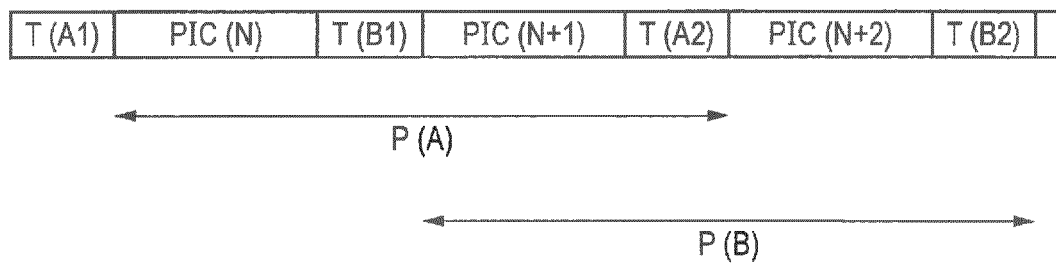 T (A1) PIC (N) T (B1) PIC (N+1) T (A2) PIC (N+2) T (B2)
P (A)
P (B)